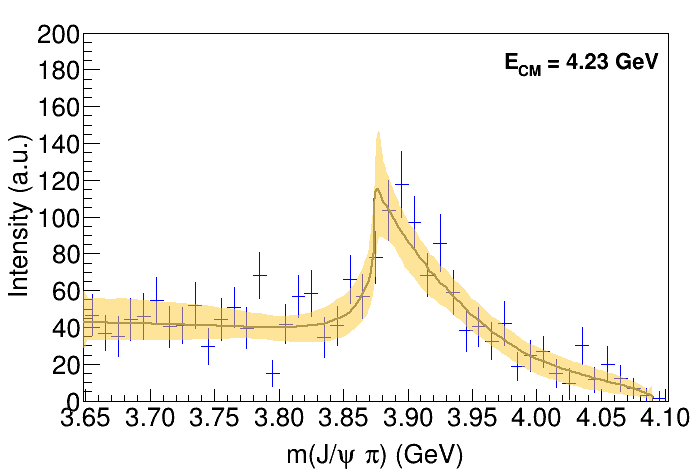 E_CM = 4.23 GeV
Intensity (a.u.)
200
180
160
140
120
100
80
60
40
20
0
3.65 3.70 3.75 3.80 3.85 3.90 3.95 4.00 4.05 4.10
m(J/ψ π) (GeV)